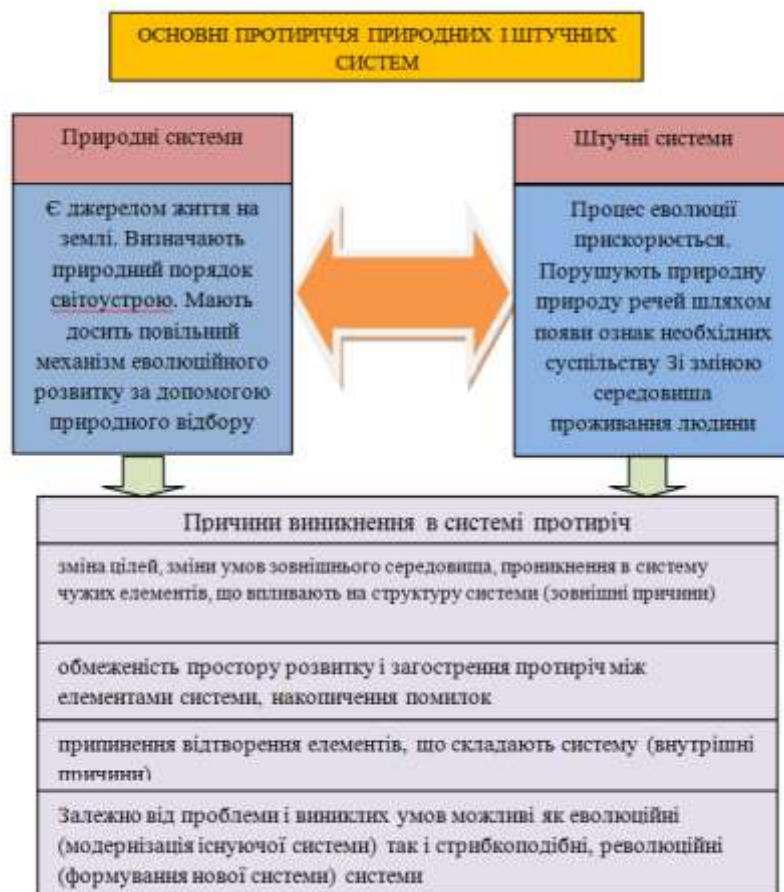 ОСНОВНІ ПРОТИРІЧЧЯ ПРИРОДНИХ І ШТУЧНИХ
СИСТЕМ
Природні системи
Є джерелом життя на
землі. Визначають
природний порядок
світоустрою. Мають
досить повільний
механізм еволюційного
розвитку за допомогою
природного відбору
Штучні системи
Процес еволюції
прискорюється.
Порушують природну
природу речей шляхом
появи ознак необхідних
суспільству Зі зміною
середовища
проживання людини
Причини виникнення в системі протиріч
зміна цілей, зміни умов зовнішнього середовища, проникнення в систему
чужих елементів, що впливають на структуру системи (зовнішні причини)
обмеженість простору розвитку і загострення протиріч між
елементами системи, накопичення помилок
припинення відтворення елементів, що складають систему (внутрішні
причини)
Залежно від проблеми і виниклих умов можливі як еволюційні
(модернізація існуючої системи) так і стрибкоподібні, революційні
(формування нової системи) системи